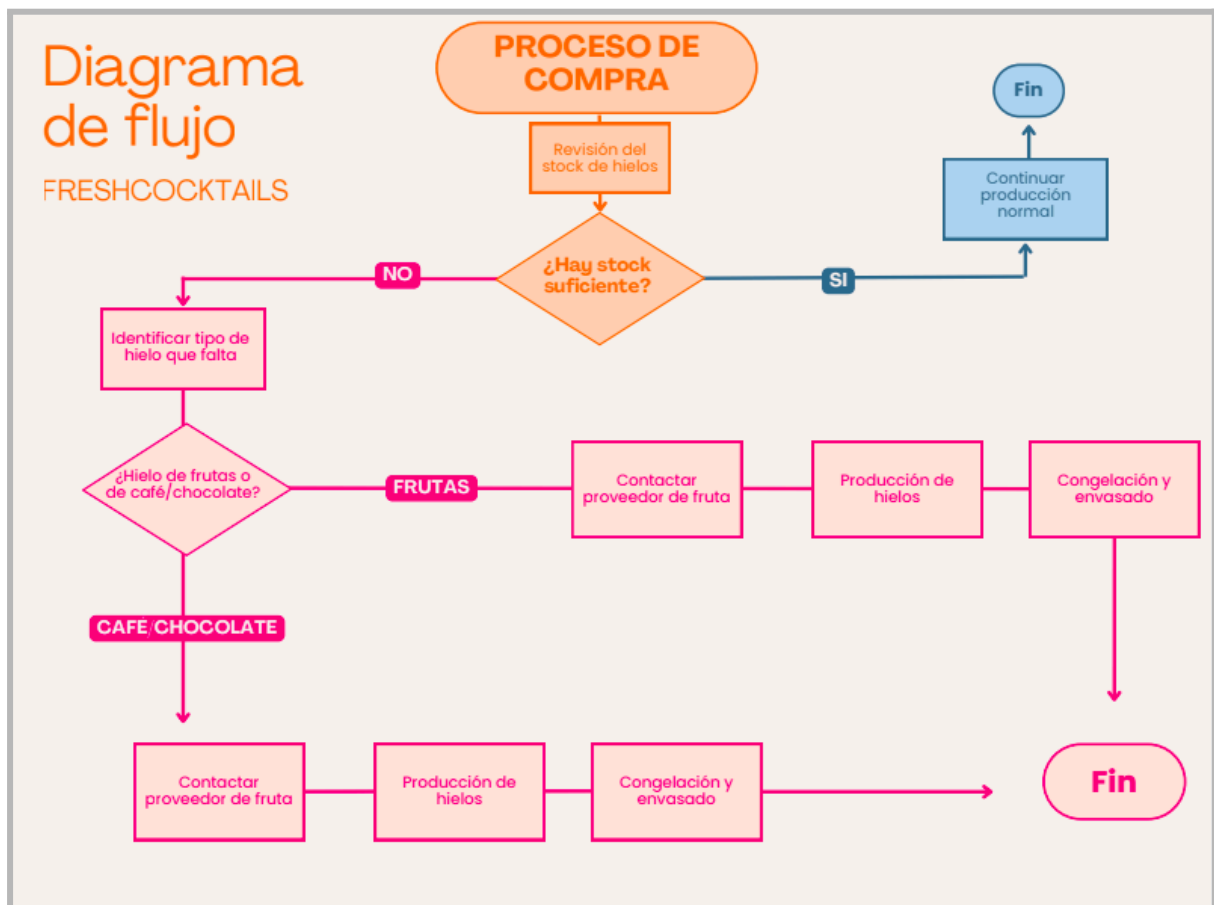 Diagrama
de flujo
FRESHCOCKTAILS
PROCESO DE
COMPRA
Revisión del
stock de hielos
¿Hay stock
suficiente?
SI
Continuar
producción
normal
Fin
NO
Identificar tipo de
hielo que falta
¿Hielo de frutas o
de café/chocolate?
FRUTAS
Contactar
proveedor de fruta
Producción de
hielos
Congelación y
envasado
CAFÉ/CHOCOLATE
Contactar
proveedor de fruta
Producción de
hielos
Congelación y
envasado
Fin